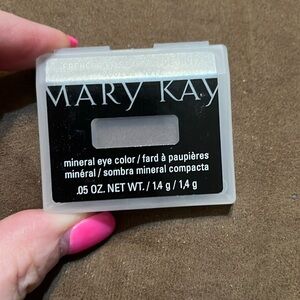 MARY KAY
mineral eye color / fard à paupières
minéral / sombra mineral compacta
.05 OZ. NET WT. / 1.4 g / 1,4 g